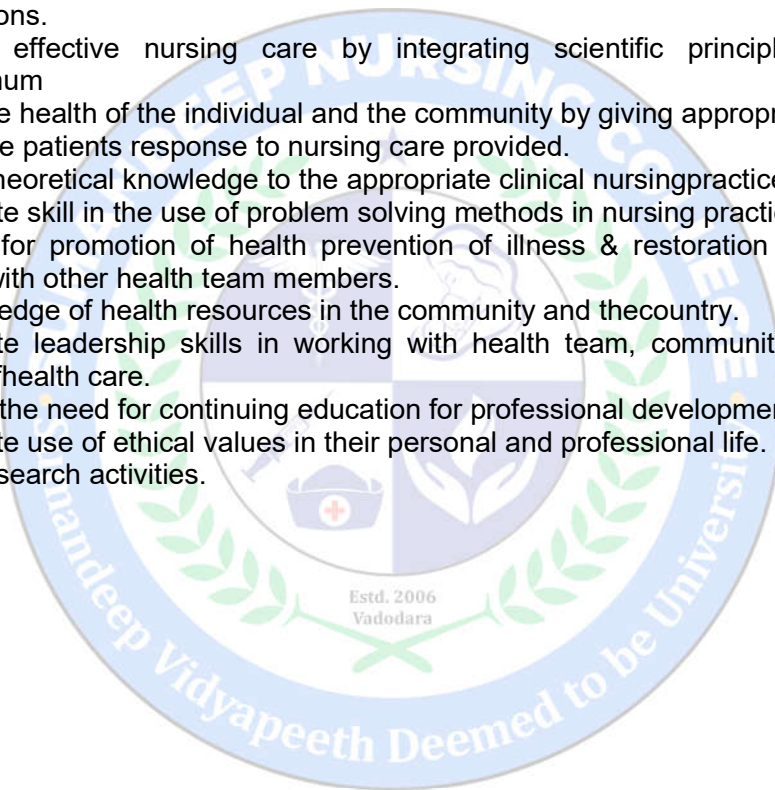 ons.
effective nursing care by integrating scientific principl
num
e health of the individual and the community by giving appropr
e patients response to nursing care provided.
heoretical knowledge to the appropriate clinical nursingpractice
te skill in the use of problem solving methods in nursing practic
for promotion of health prevention of illness & restoration
with other health team members.
edge of health resources in the community and thecountry.
te leadership skills in working with health team, communit
fhealth care.
the need for continuing education for professional developmen
te use of ethical values in their personal and professional life.
search activities.
SUMANDEEP NURSING COLLEGE
Estd. 2006
Vadodara
Sumandeep Vidyapeeth Deemed to be University